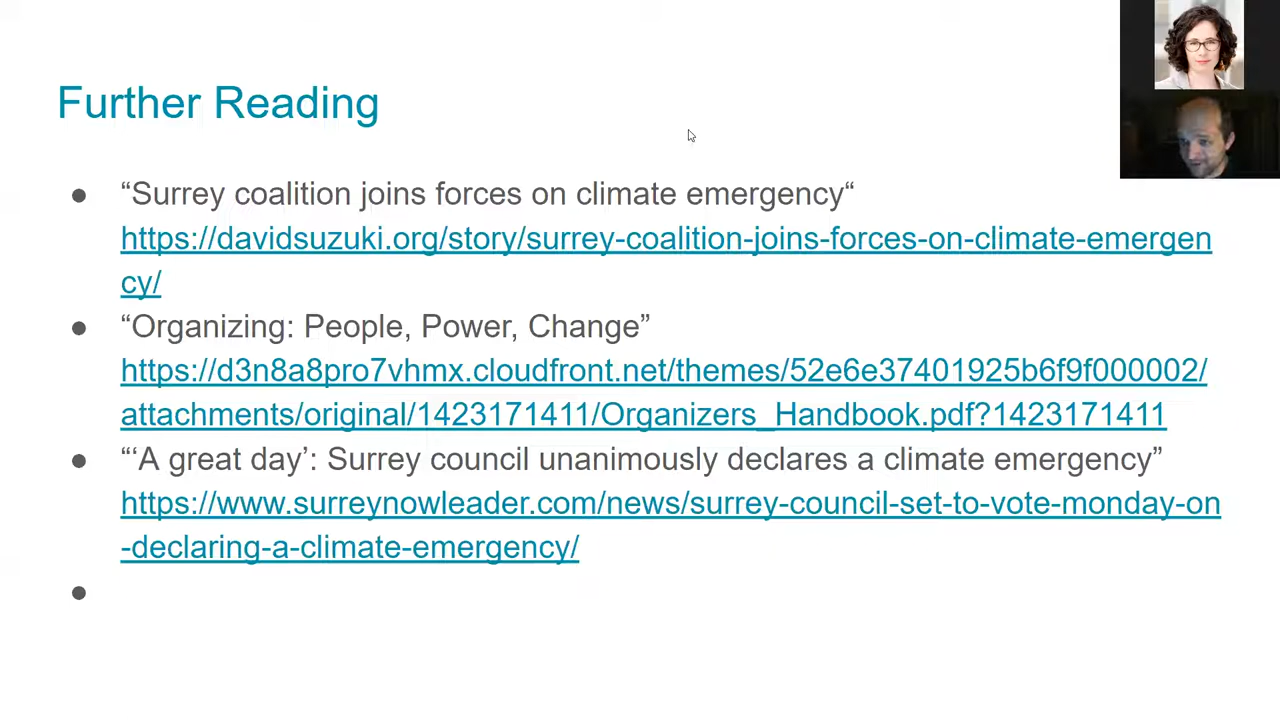 Further Reading
● “Surrey coalition joins forces on climate emergency“
https://davidsuzuki.org/story/surrey-coalition-joins-forces-on-climate-emergen
cy/
● “Organizing: People, Power, Change”
https://d3n8a8pro7vhmx.cloudfront.net/themes/52e6e37401925b6f9f000002/
attachments/original/1423171411/Organizers_Handbook.pdf?1423171411
● “‘A great day’: Surrey council unanimously declares a climate emergency”
https://www.surreynowleader.com/news/surrey-council-set-to-vote-monday-on
-declaring-a-climate-emergency/
●